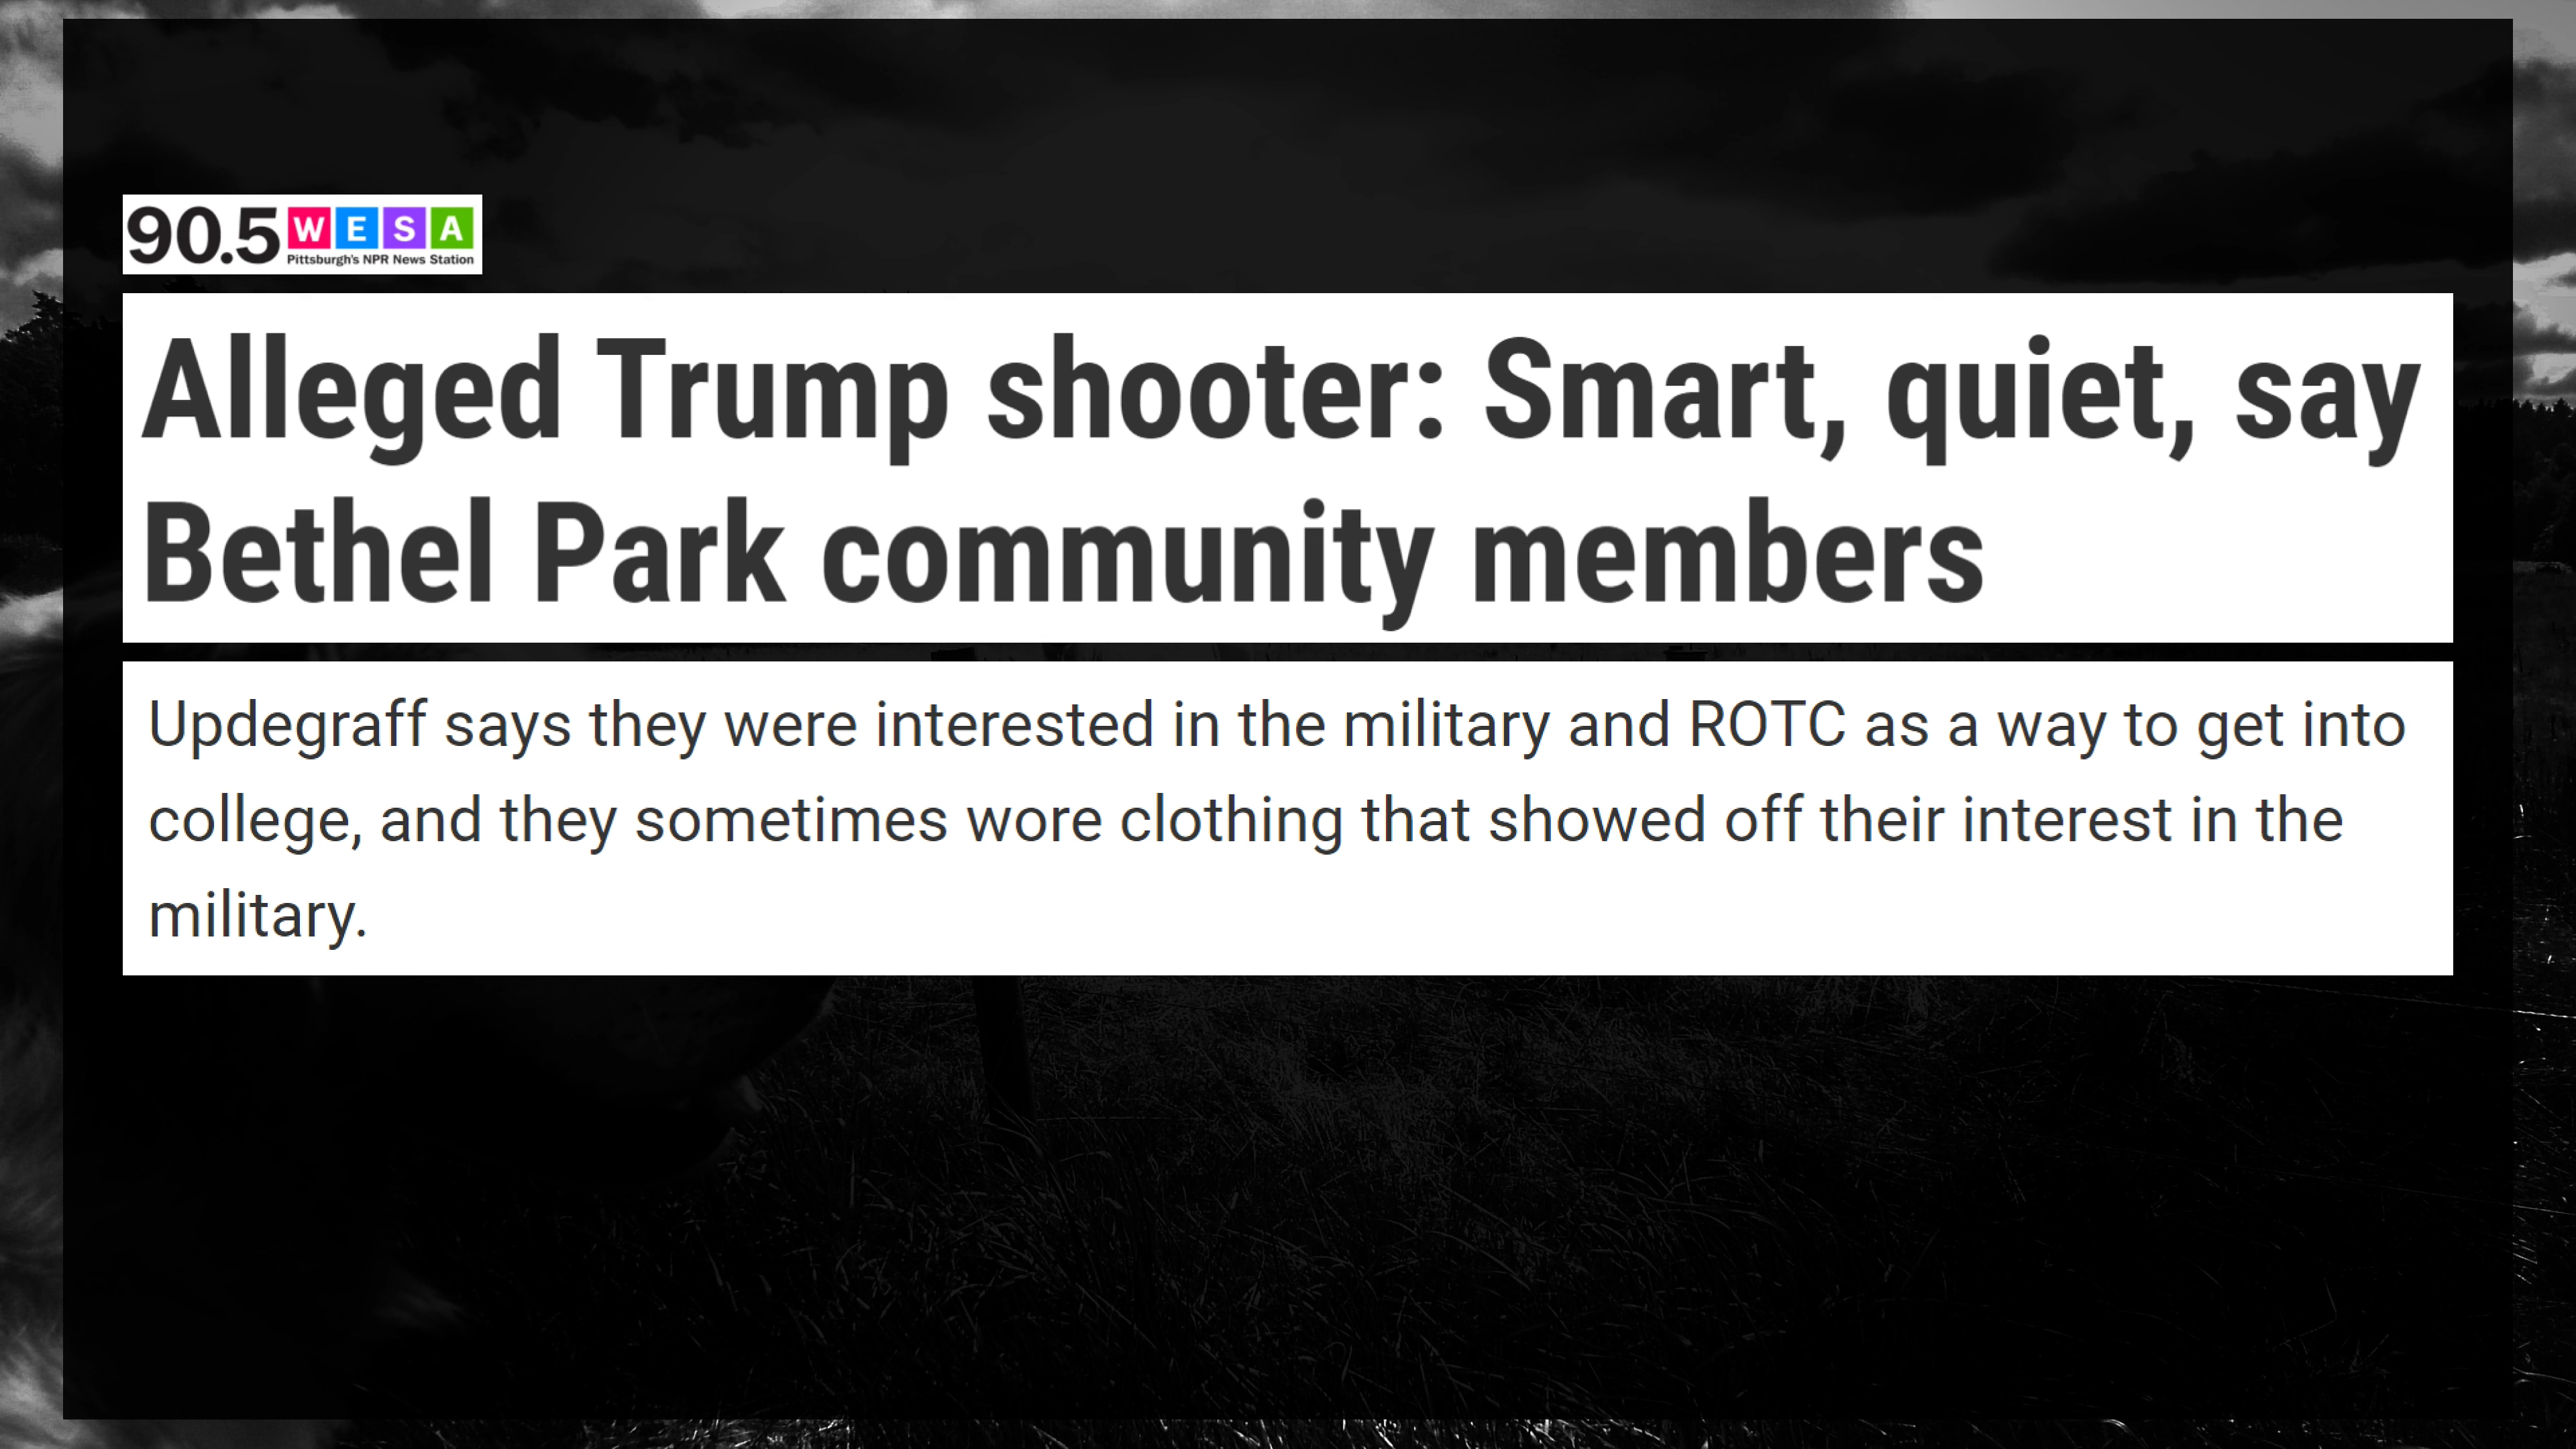 90.5 WESA
Pittsburgh's NPR News Station
Alleged Trump shooter: Smart, quiet, say
Bethel Park community members
Updegraff says they were interested in the military and ROTC as a way to get into
college, and they sometimes wore clothing that showed off their interest in the
military.